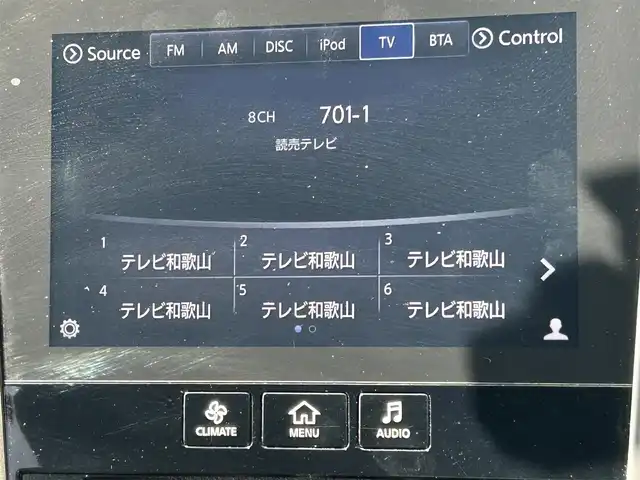 Source FM AM DISC iPod TV BTA Control
8CH 701-1
読売テレビ
1 テレビ和歌山 2 テレビ和歌山 3 テレビ和歌山
4 テレビ和歌山 5 テレビ和歌山 6 テレビ和歌山
CLIMATE MENU AUDIO